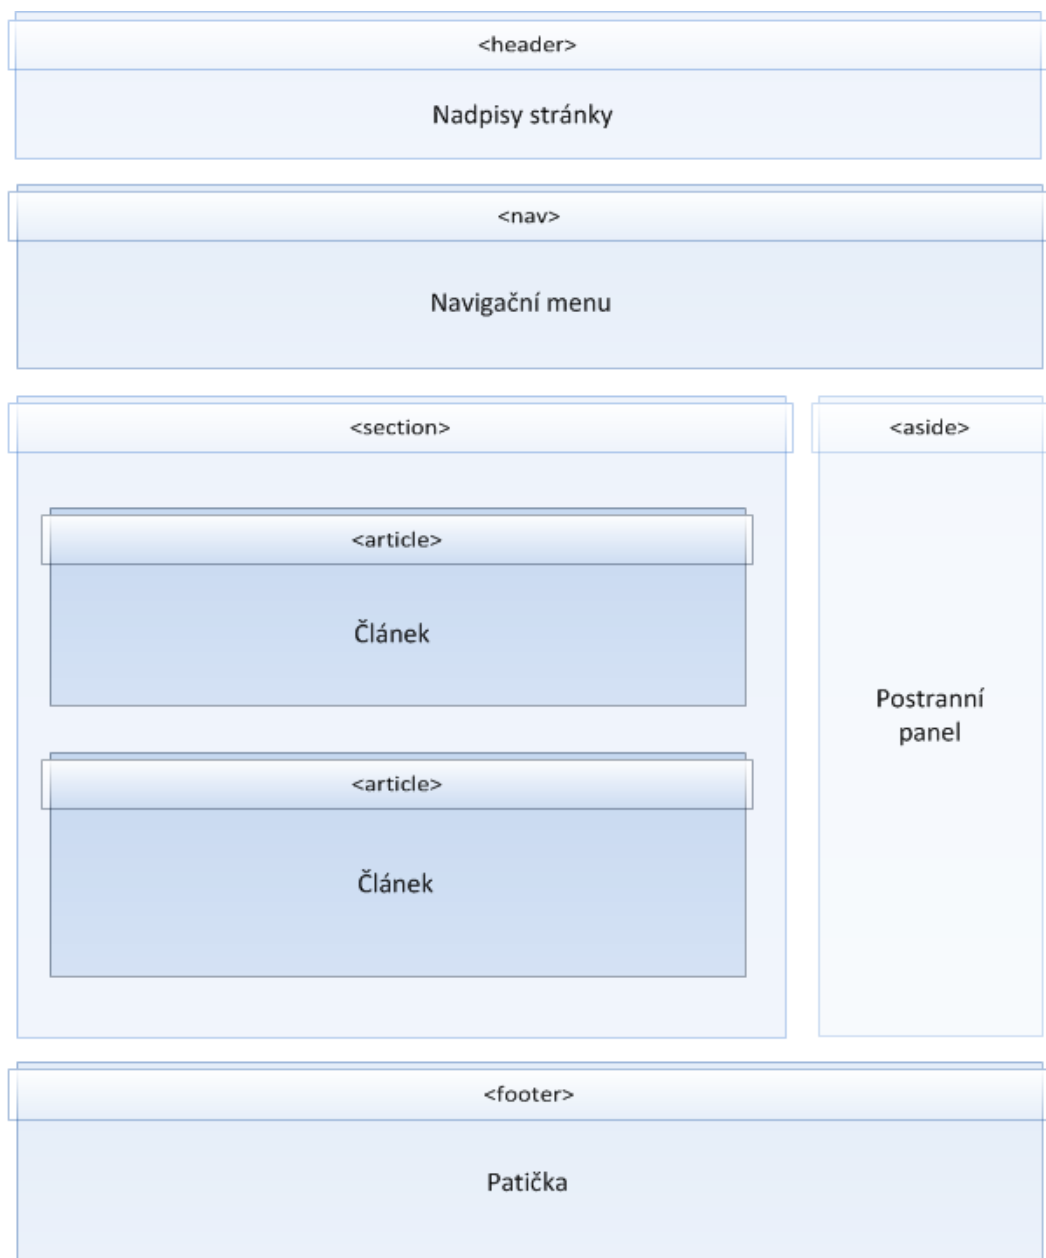 <header>
Nadpisy stránky
<nav>
Navigační menu
<section>
<aside>
<article>
Článek
<article>
Článek
Postranní
panel
<footer>
Patička